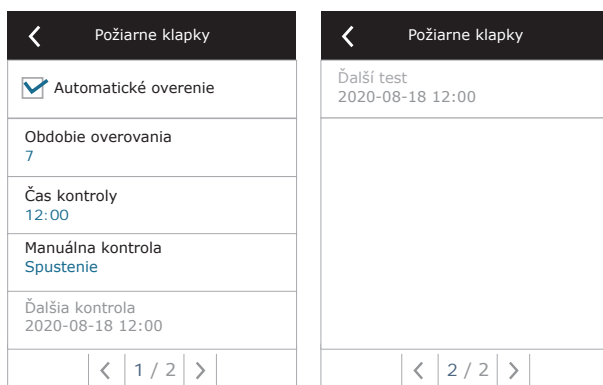 Požiarne klapky
Automatické overenie
Obdobie overovania
7
Čas kontroly
12:00
Manuálna kontrola
Spustenie
Ďalšia kontrola
2020-08-18 12:00
1 / 2
Požiarne klapky
Ďalší test
2020-08-18 12:00
2 / 2